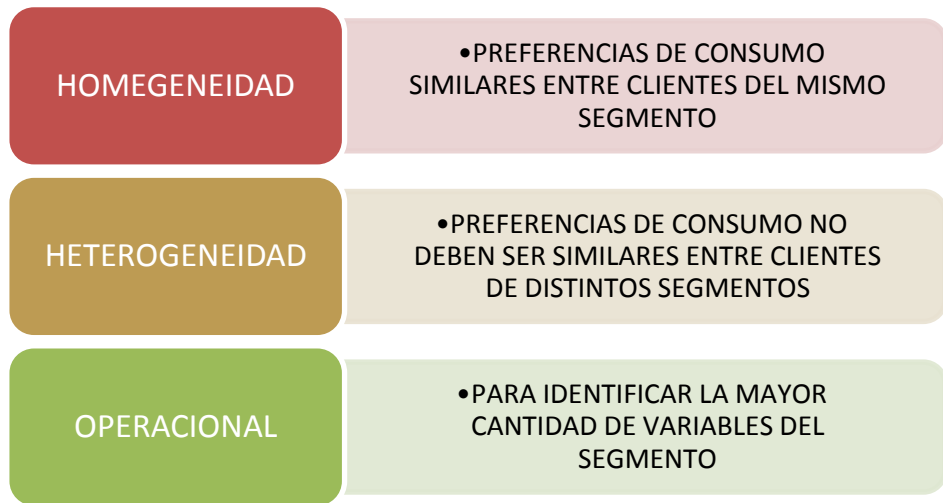 HOMEGENEIDAD
•PREFERENCIAS DE CONSUMO
SIMILARES ENTRE CLIENTES DEL MISMO
SEGMENTO
HETEROGENEIDAD
•PREFERENCIAS DE CONSUMO NO
DEBEN SER SIMILARES ENTRE CLIENTES
DE DISTINTOS SEGMENTOS
OPERACIONAL
•PARA IDENTIFICAR LA MAYOR
CANTIDAD DE VARIABLES DEL
SEGMENTO